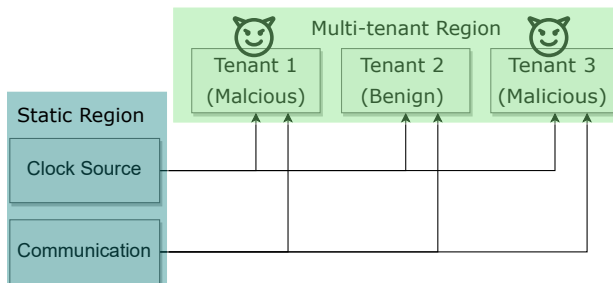 Multi-tenant Region
Tenant 1
(Malcious)
Tenant 2
(Benign)
Tenant 3
(Malicious)
Static Region
Clock Source
Communication